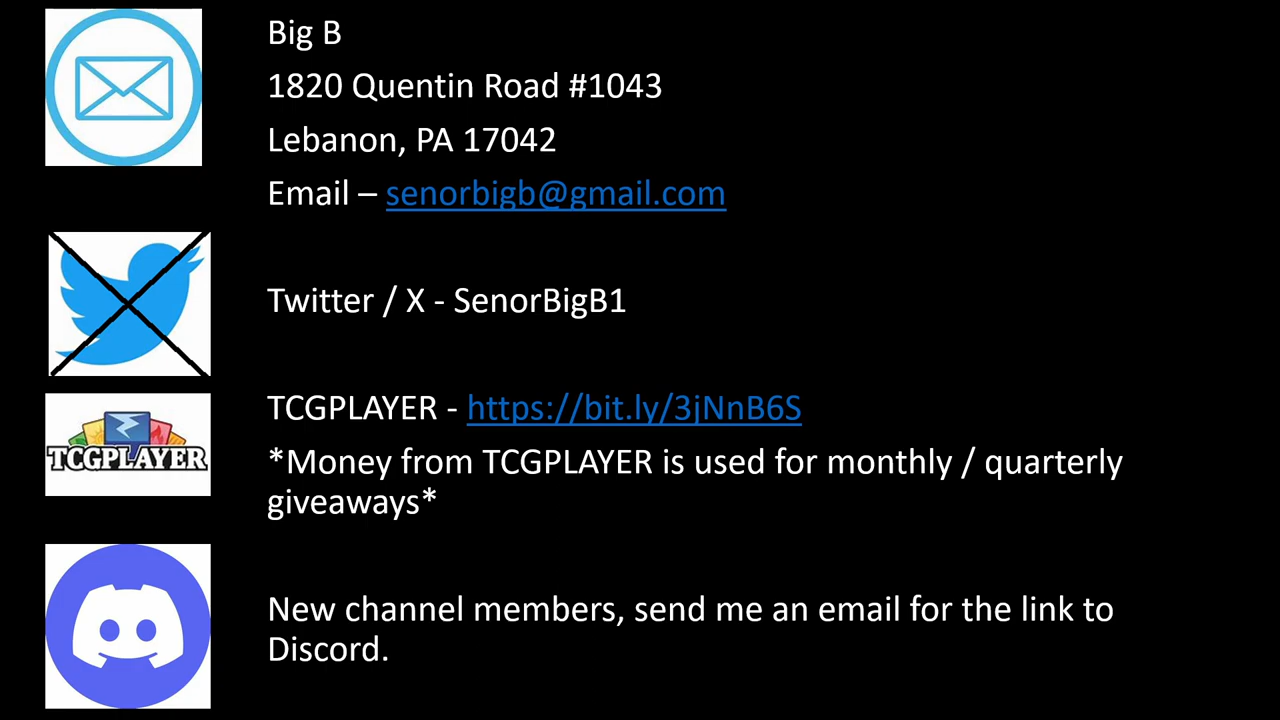 Big B
1820 Quentin Road #1043
Lebanon, PA 17042
Email – senorbigb@gmail.com
Twitter / X - SenorBigB1
TCGPLAYER - https://bit.ly/3jNnB6S
TCGPLAYER
*Money from TCGPLAYER is used for monthly / quarterly
giveaways*
New channel members, send me an email for the link to
Discord.